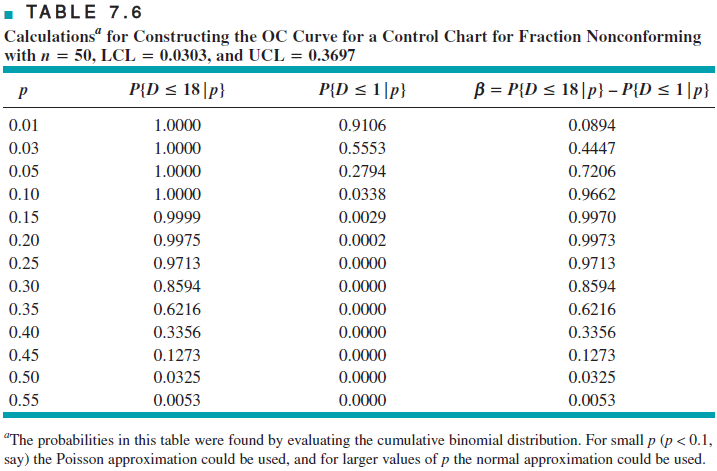 TABLE 7.6
Calculationsᵃ for Constructing the OC Curve for a Control Chart for Fraction Nonconforming
with n = 50, LCL = 0.0303, and UCL = 0.3697
p P{D ≤ 18|p} P{D ≤ 1|p} β = P{D ≤ 18|p} – P{D ≤ 1|p}
0.01 1.0000 0.9106 0.0894
0.03 1.0000 0.5553 0.4447
0.05 1.0000 0.2794 0.7206
0.10 1.0000 0.0338 0.9662
0.15 0.9999 0.0029 0.9970
0.20 0.9975 0.0002 0.9973
0.25 0.9713 0.0000 0.9713
0.30 0.8594 0.0000 0.8594
0.35 0.6216 0.0000 0.6216
0.40 0.3356 0.0000 0.3356
0.45 0.1273 0.0000 0.1273
0.50 0.0325 0.0000 0.0325
0.55 0.0053 0.0000 0.0053
ᵃThe probabilities in this table were found by evaluating the cumulative binomial distribution. For small p (p < 0.1,
say) the Poisson approximation could be used, and for larger values of p the normal approximation could be used.